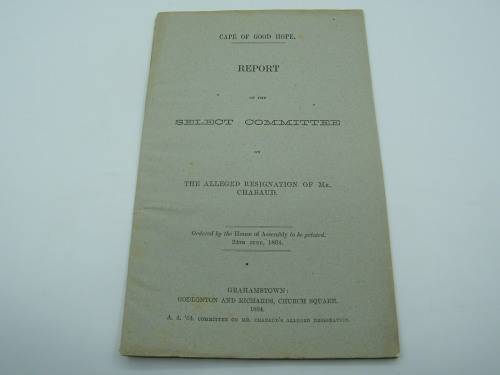 CAPE OF GOOD HOPE.
REPORT
OF THE
SELECT COMMITTEE
ON
THE ALLEGED RESIGNATION OF MR.
CHABAUD.
Ordered by the House of Assembly to be printed.
24TH JUNE, 1864.
GRAHAMSTOWN:
GODLONTON AND RICHARDS, CHURCH SQUARE.
1864.
A. 4. '64. COMMITTEE ON MR. CHABAUD'S ALLEGED RESIGNATION.